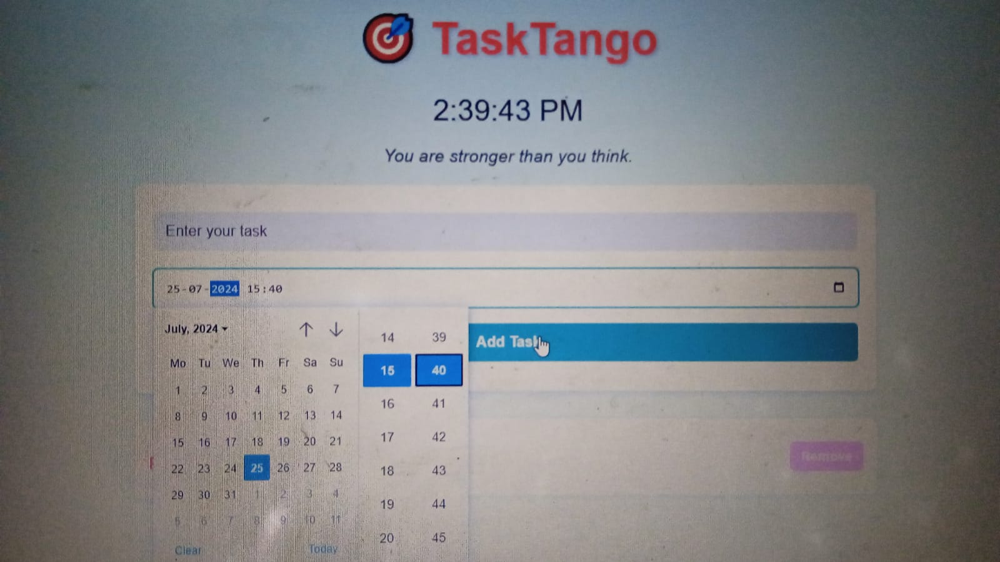 TaskTango
2:39:43 PM
You are stronger than you think.
Enter your task
25-07-2024 15:40
July, 2024
Mo Tu We Th Fr Sa Su
1 2 3 4 5 6 7
8 9 10 11 12 13 14
15 16 17 18 19 20 21
22 23 24 25 26 27 28
29 30 31 1 2 3 4
5 6 7 8 9 10 11
Clear Today
14 39
15 40
16 41
17 42
18 43
19 44
20 45
Add Task
Remove